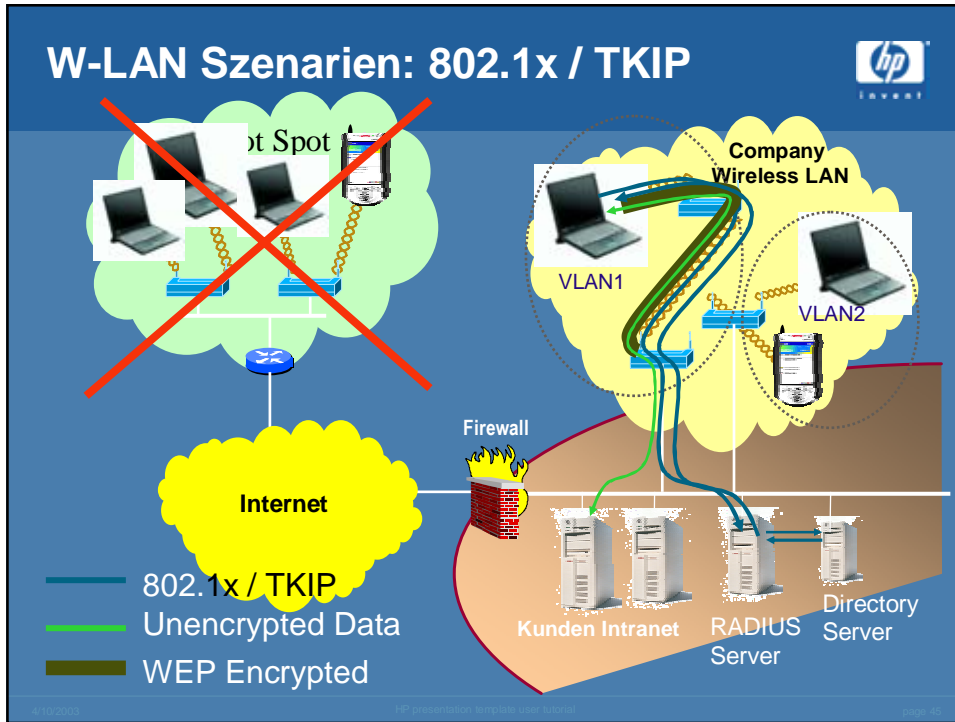 W-LAN Szenarien: 802.1x / TKIP
hp
invent
ot Spot
Company
Wireless LAN
VLAN1
VLAN2
Firewall
Internet
802.1x / TKIP
Unencrypted Data
WEP Encrypted
Kunden Intranet
RADIUS
Server
Directory
Server
4/10/2003
HP presentation template user tutorial
page 45